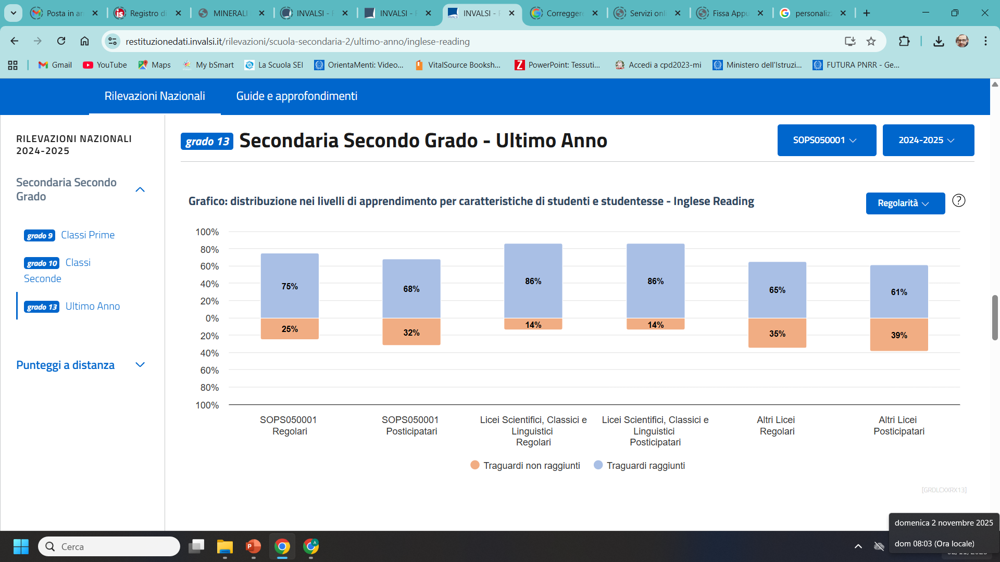 Posta in ar
Registro di
MINERALI
INVALSI - R
INVALSI - R
INVALSI - R
Correggere
Servizi onli
Fissa Appu
personaliz
restituzionedati.invalsi.it/rilevazioni/scuola-secondaria-2/ultimo-anno/inglese-reading
Gmail
YouTube
Maps
My bSmart
La Scuola SEI
OrientaMenti: Video...
VitalSource Booksh...
PowerPoint: Tessuti...
Accedi a cpd2023-mi
Ministero dell'Istruzi...
FUTURA PNRR - Ge...
Rilevazioni Nazionali
Guide e approfondimenti
RILEVAZIONI NAZIONALI
2024-2025
Secondaria Secondo
Grado
grado 9 Classi Prime
grado 10 Classi
Seconde
grado 13 Ultimo Anno
Punteggi a distanza
grado 13 Secondaria Secondo Grado - Ultimo Anno
SOPS050001
2024-2025
Grafico: distribuzione nei livelli di apprendimento per caratteristiche di studenti e studentesse - Inglese Reading
Regolarità
?
100%
80%
60%
40%
20%
0%
20%
40%
60%
80%
100%
75%
68%
86%
86%
65%
61%
25%
32%
14%
14%
35%
39%
SOPS050001
Regolari
SOPS050001
Posticipatari
Licei Scientifici, Classici e
Linguistici
Regolari
Licei Scientifici, Classici e
Linguistici
Posticipatari
Altri Licei
Regolari
Altri Licei
Posticipatari
Traguardi non raggiunti
Traguardi raggiunti
[GRDLCXXRX13]
domenica 2 novembre 2025
dom 08:03 (Ora locale)
Cerca